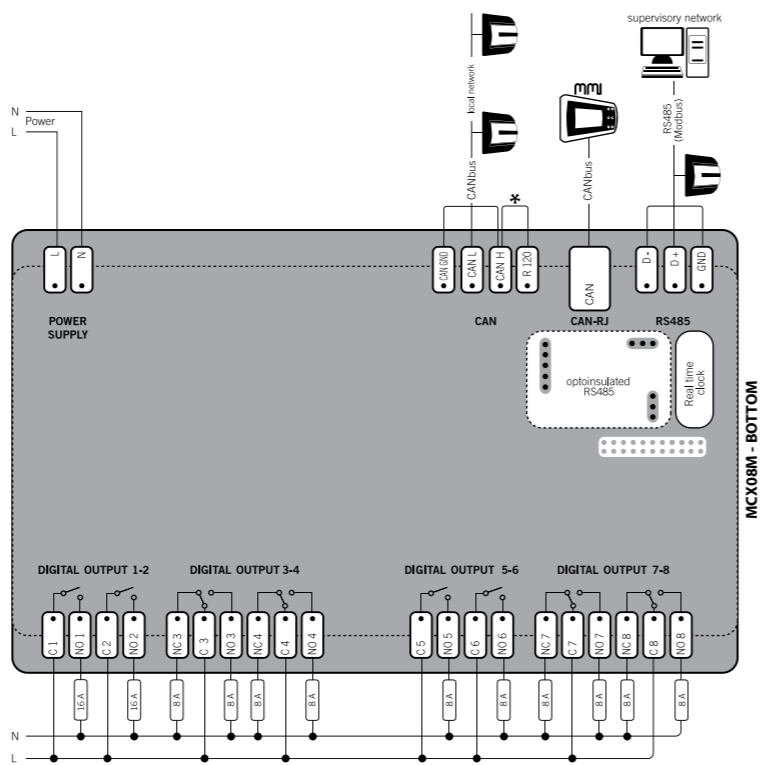 supervisory network
local network
mmi
RS485
(Modbus)
N
Power
L
CANbus
*
CANbus
L
N
CAN GND
CAN L
CAN H
R 120
CAN
D -
D +
GND
POWER
SUPPLY
CAN
CAN-RJ
RS485
optoinsulated
RS485
Real time
clock
MCX08M - BOTTOM
DIGITAL OUTPUT 1-2
DIGITAL OUTPUT 3-4
DIGITAL OUTPUT 5-6
DIGITAL OUTPUT 7-8
C 1
NO 1
C 2
NO 2
NC 3
C 3
NO 3
NC 4
C 4
NO 4
C 5
NO 5
C 6
NO 6
NC 7
C 7
NO 7
NC 8
C 8
NO 8
16 A
16 A
8 A
8 A
8 A
8 A
8 A
8 A
8 A
8 A
8 A
8 A
N
L